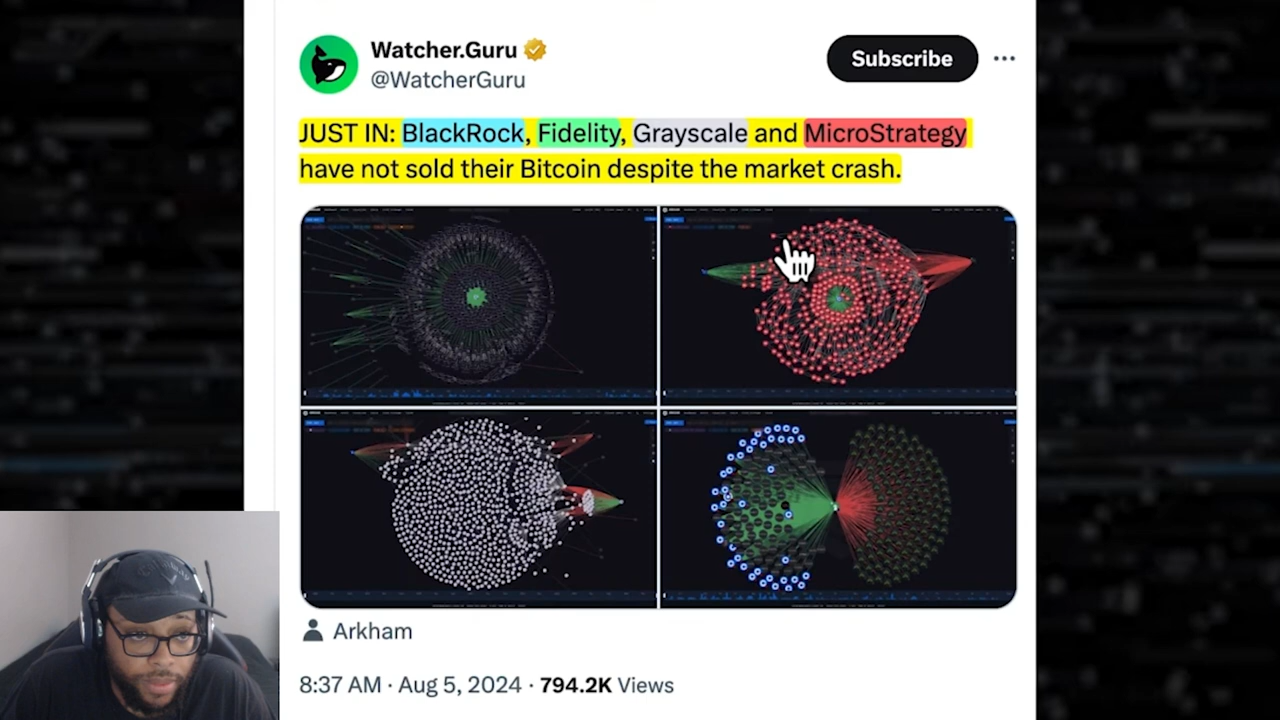 Watcher.Guru
@WatcherGuru
Subscribe
JUST IN: BlackRock, Fidelity, Grayscale and MicroStrategy
have not sold their Bitcoin despite the market crash.
Arkham
8:37 AM · Aug 5, 2024 · 794.2K Views